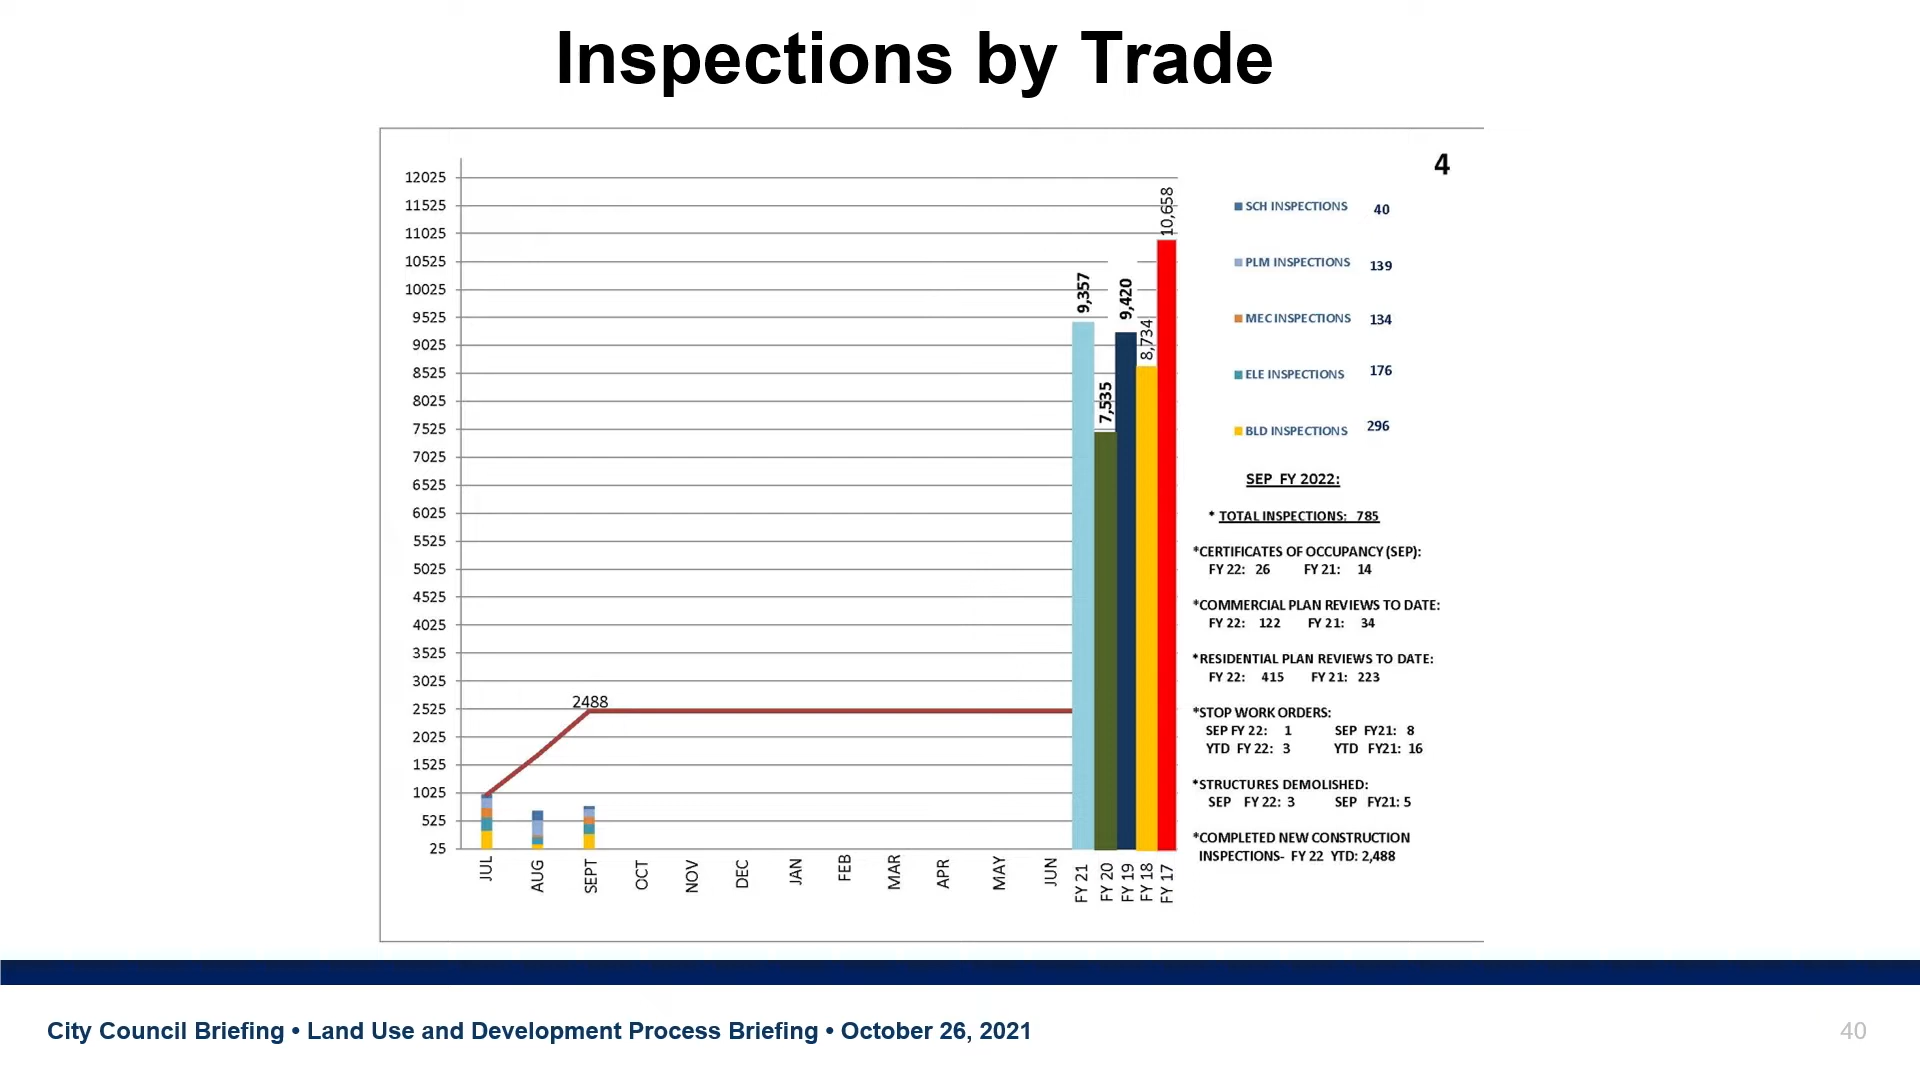 Inspections by Trade
4
12025
11525
11025
10525
10025
9525
9025
8525
8025
7525
7025
6525
6025
5525
5025
4525
4025
3525
3025
2525
2025
1525
1025
525
25
2488
9,357
7,535
9,420
8,734
10,658
JUL
AUG
SEPT
OCT
NOV
DEC
JAN
FEB
MAR
APR
MAY
JUN
FY 21
FY 20
FY 19
FY 18
FY 17
SCH INSPECTIONS 40
PLM INSPECTIONS 139
MEC INSPECTIONS 134
ELE INSPECTIONS 176
BLD INSPECTIONS 296
SEP FY 2022:
* TOTAL INSPECTIONS: 785
*CERTIFICATES OF OCCUPANCY (SEP):
FY 22: 26 FY 21: 14
*COMMERCIAL PLAN REVIEWS TO DATE:
FY 22: 122 FY 21: 34
*RESIDENTIAL PLAN REVIEWS TO DATE:
FY 22: 415 FY 21: 223
*STOP WORK ORDERS:
SEP FY 22: 1 SEP FY21: 8
YTD FY 22: 3 YTD FY21: 16
*STRUCTURES DEMOLISHED:
SEP FY 22: 3 SEP FY21: 5
*COMPLETED NEW CONSTRUCTION
INSPECTIONS- FY 22 YTD: 2,488
City Council Briefing • Land Use and Development Process Briefing • October 26, 2021
40